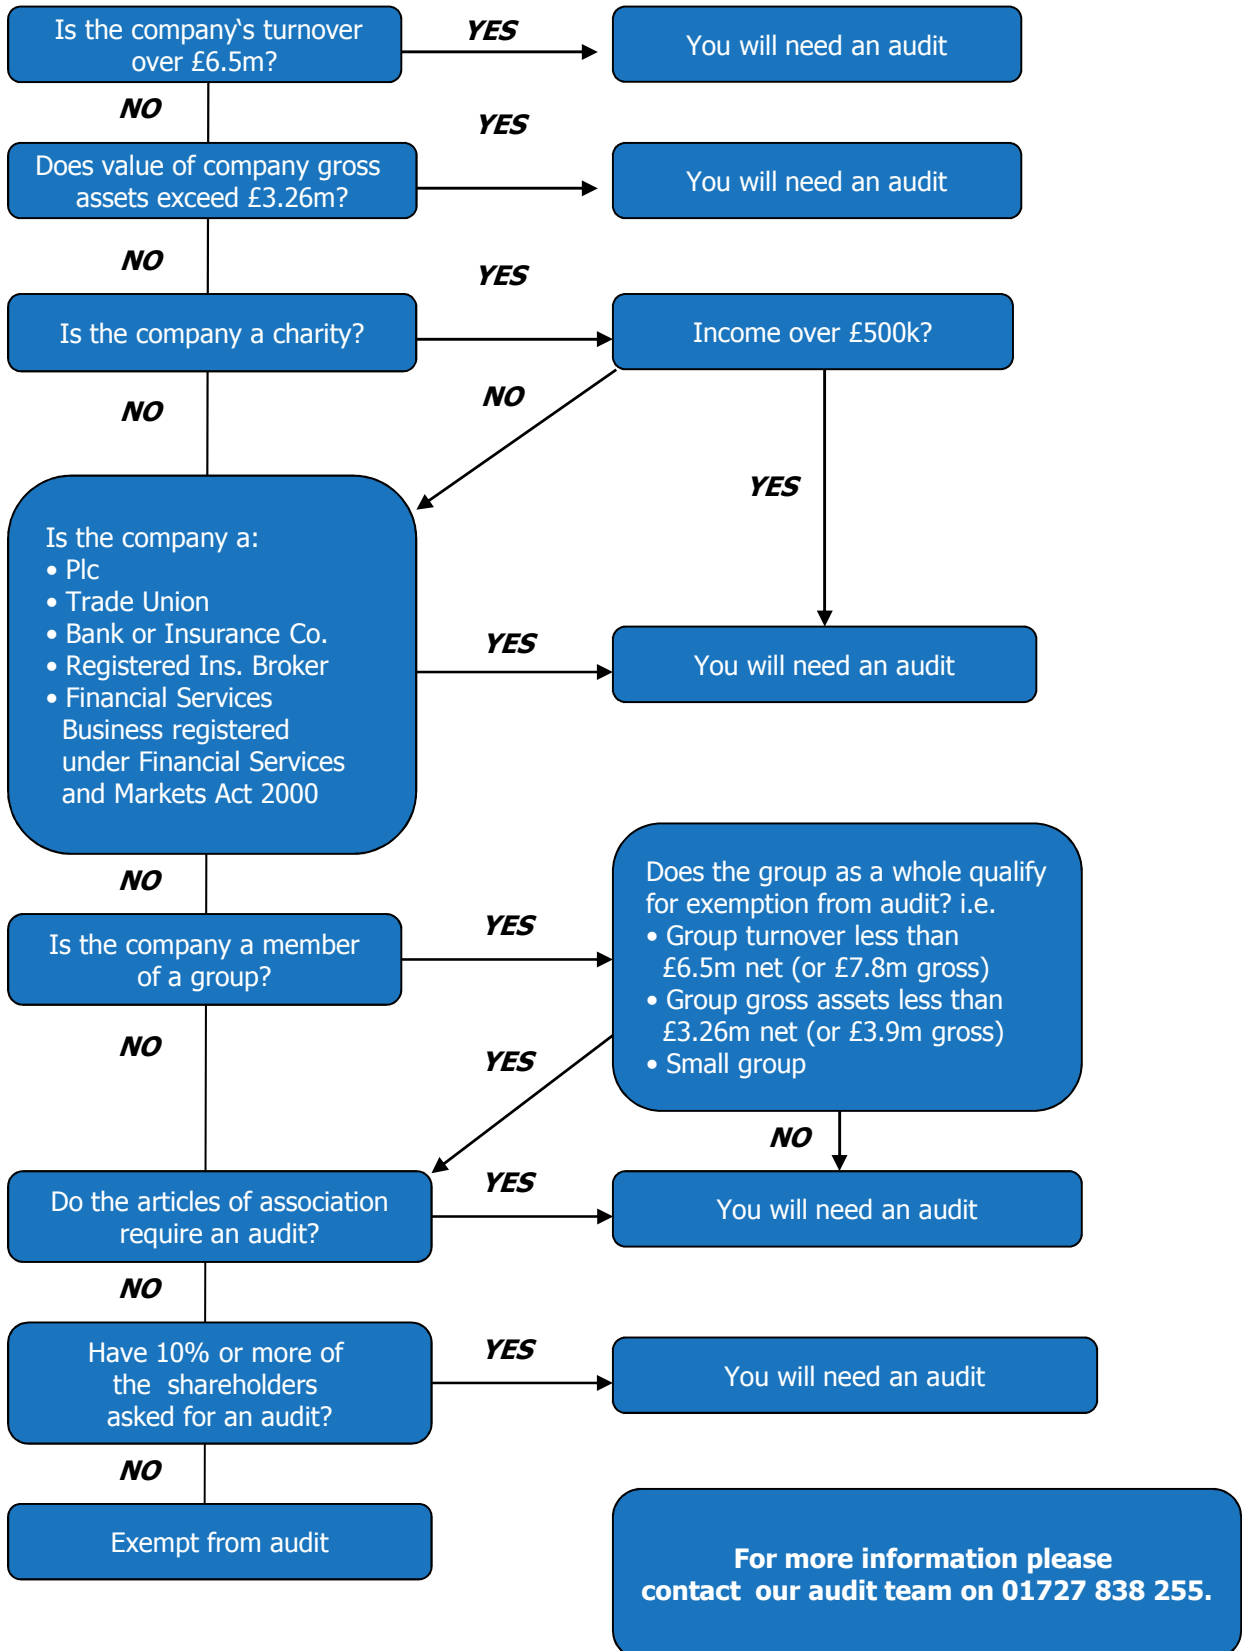 Is the company‘s turnover
over £6.5m?
YES
You will need an audit
NO
Does value of company gross
assets exceed £3.26m?
YES
You will need an audit
NO
Is the company a charity?
YES
Income over £500k?
NO
NO
YES
Is the company a:
• Plc
• Trade Union
• Bank or Insurance Co.
• Registered Ins. Broker
• Financial Services
Business registered
under Financial Services
and Markets Act 2000
YES
You will need an audit
NO
Is the company a member
of a group?
YES
Does the group as a whole qualify
for exemption from audit? i.e.
• Group turnover less than
£6.5m net (or £7.8m gross)
• Group gross assets less than
£3.26m net (or £3.9m gross)
• Small group
NO
YES
NO
Do the articles of association
require an audit?
YES
You will need an audit
NO
Have 10% or more of
the shareholders
asked for an audit?
YES
You will need an audit
NO
Exempt from audit
For more information please
contact our audit team on 01727 838 255.